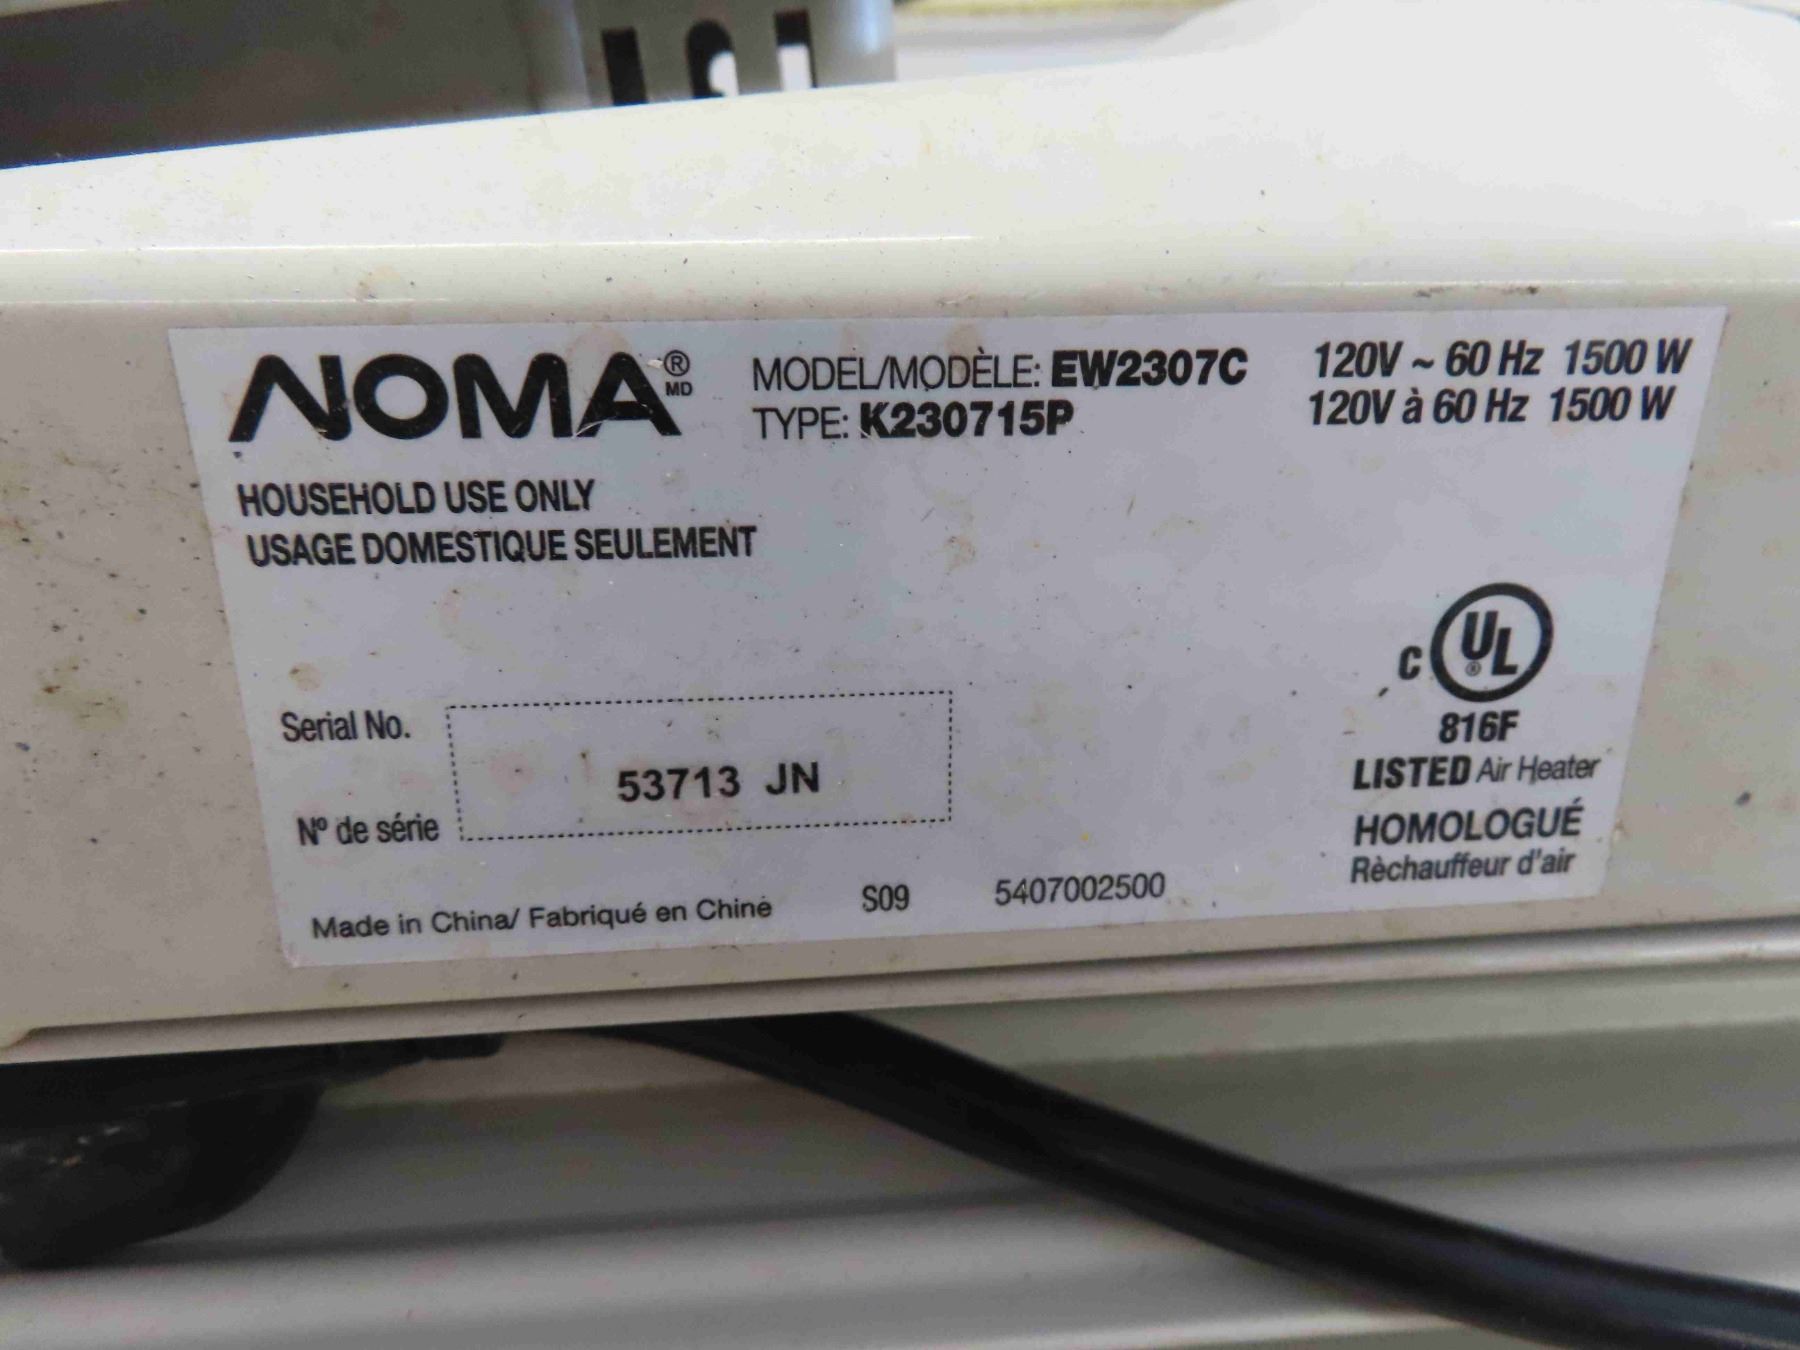 NOMA® MD
MODEL/MODÈLE: EW2307C
TYPE: K230715P
120V ~ 60 Hz 1500 W
120V à 60 Hz 1500 W
HOUSEHOLD USE ONLY
USAGE DOMESTIQUE SEULEMENT
Serial No.
53713 JN
Nº de série
C UL ®
816F
LISTED Air Heater
HOMOLOGUÉ
Rèchauffeur d'air
Made in China/ Fabriqué en Chine
S09
5407002500